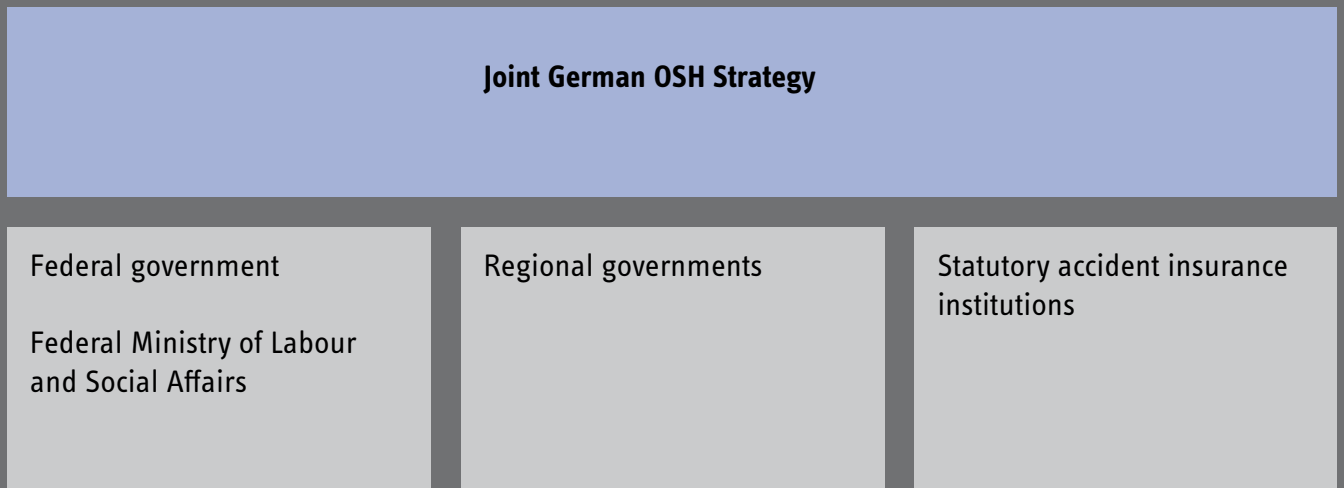 Joint German OSH Strategy
Federal government
Federal Ministry of Labour
and Social Affairs
Regional governments
Statutory accident insurance
institutions